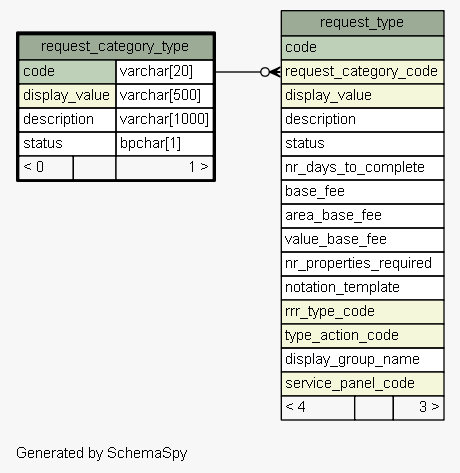 request_category_type
code varchar[20]
display_value varchar[500]
description varchar[1000]
status bpchar[1]
< 0 1 >
request_type
code
request_category_code
display_value
description
status
nr_days_to_complete
base_fee
area_base_fee
value_base_fee
nr_properties_required
notation_template
rrr_type_code
type_action_code
display_group_name
service_panel_code
< 4 3 >
Generated by SchemaSpy